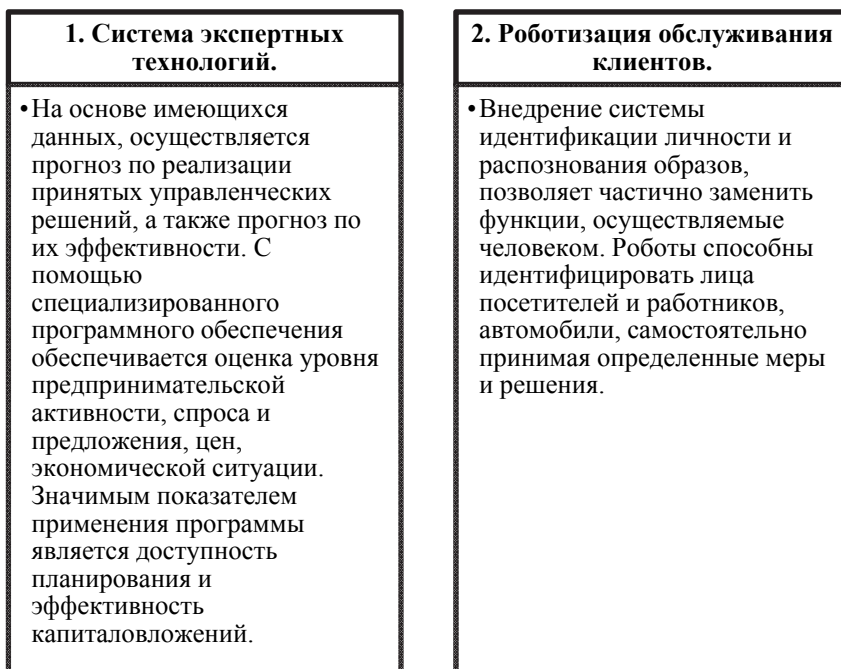 1. Система экспертных
технологий.
•На основе имеющихся
данных, осуществляется
прогноз по реализации
принятых управленческих
решений, а также прогноз по
их эффективности. С
помощью
специализированного
программного обеспечения
обеспечивается оценка уровня
предпринимательской
активности, спроса и
предложения, цен,
экономической ситуации.
Значимым показателем
применения программы
является доступность
планирования и
эффективность
капиталовложений.
2. Роботизация обслуживания
клиентов.
•Внедрение системы
идентификации личности и
распознования образов,
позволяет частично заменить
функции, осуществляемые
человеком. Роботы способны
идентифицировать лица
посетителей и работников,
автомобили, самостоятельно
принимая определенные меры
и решения.